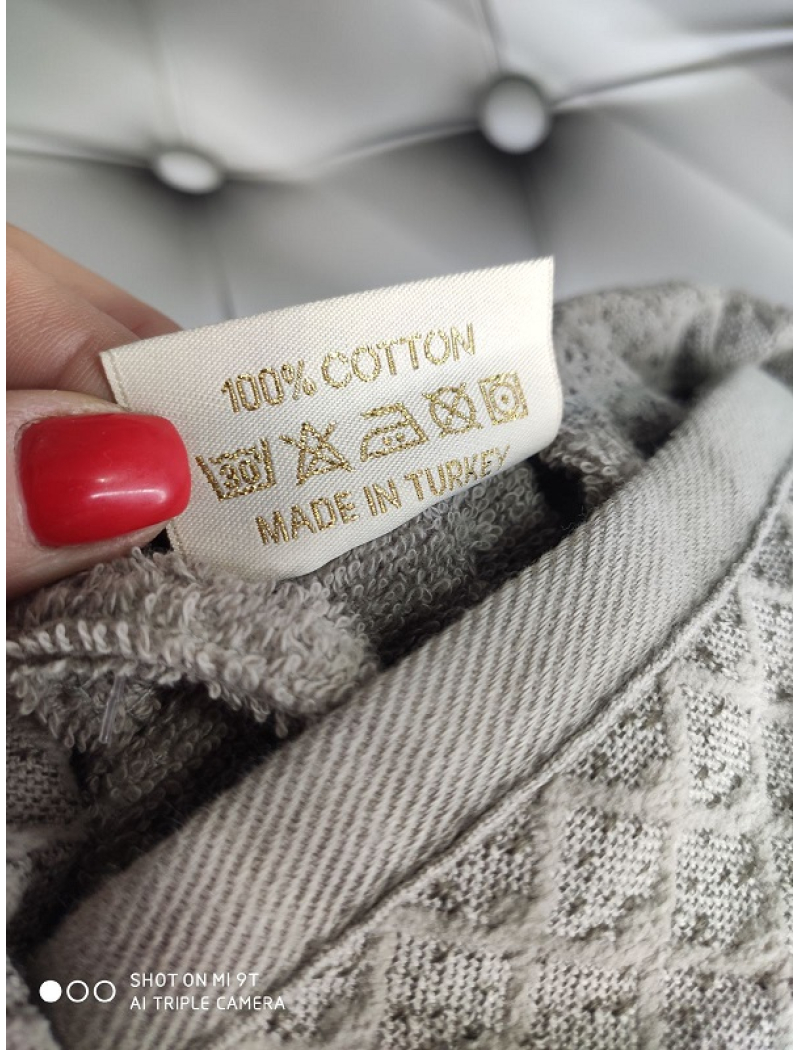 100% COTTON
30
MADE IN TURKEY
SHOT ON MI 9T
AI TRIPLE CAMERA